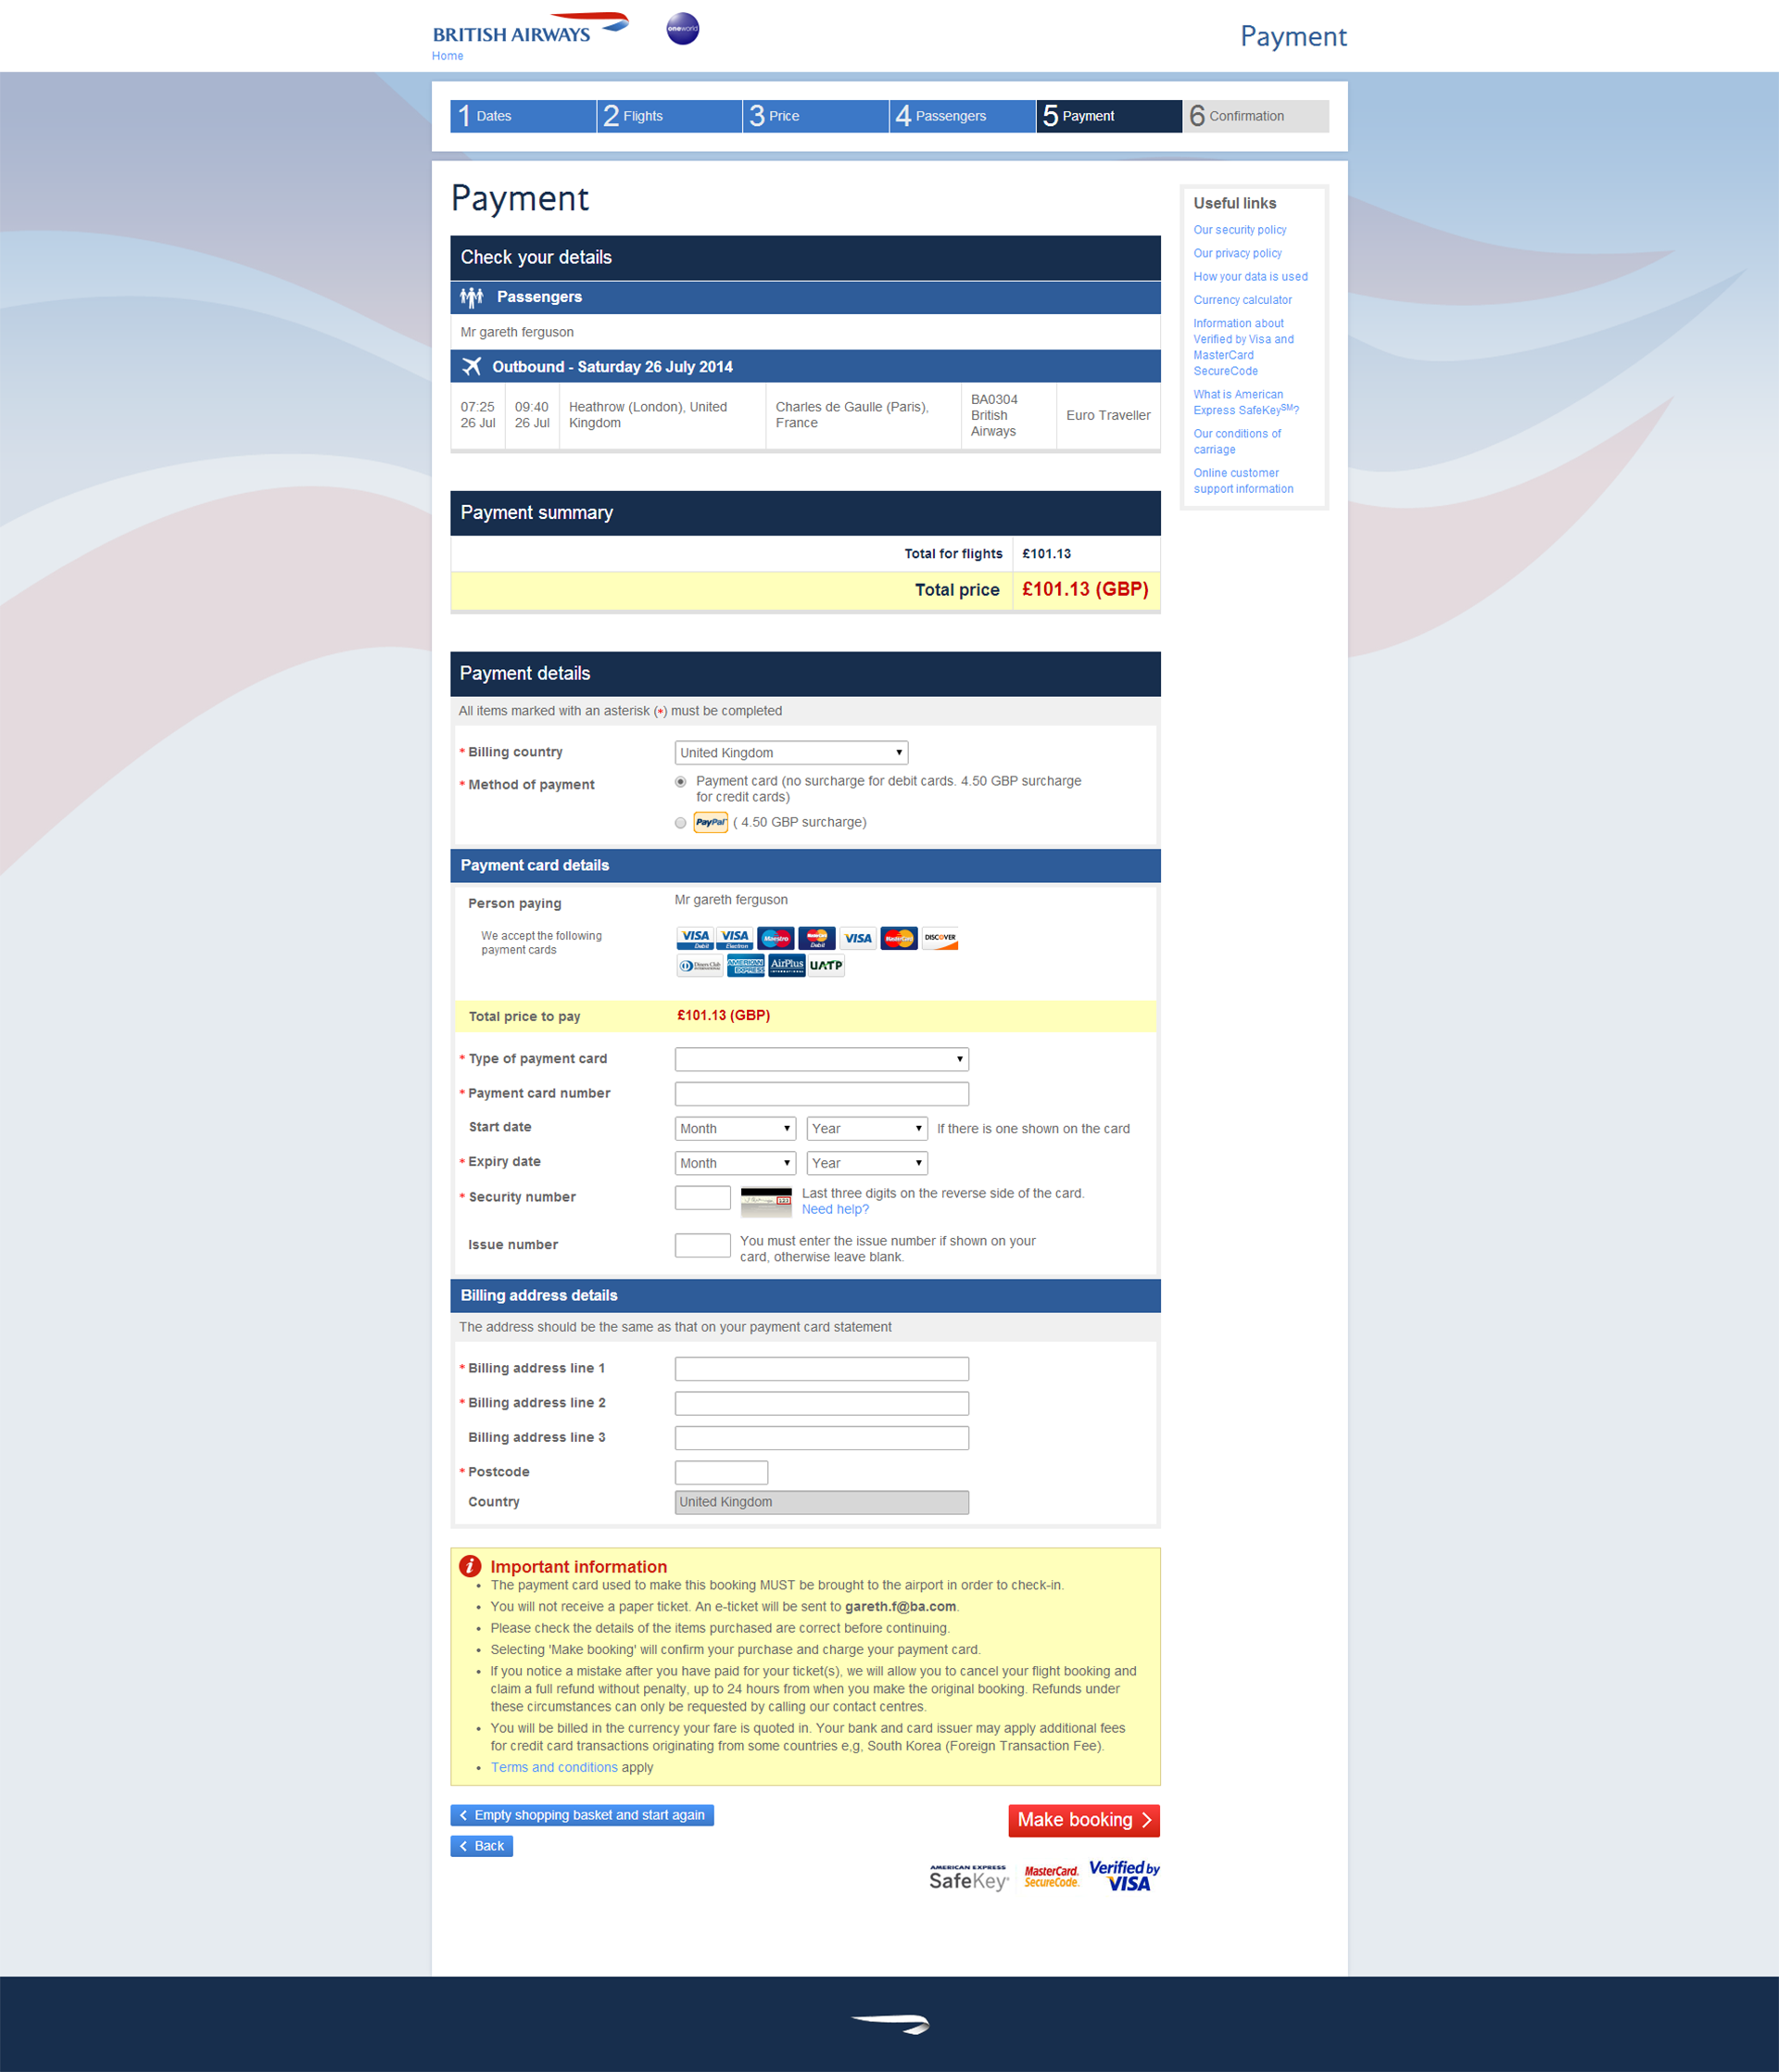 BRITISH AIRWAYS
oneworld
Payment
Home
1 Dates
2 Flights
3 Price
4 Passengers
5 Payment
6 Confirmation
Payment
Check your details
Passengers
Mr gareth ferguson
Outbound - Saturday 26 July 2014
07:25
26 Jul
09:40
26 Jul
Heathrow (London), United
Kingdom
Charles de Gaulle (Paris),
France
BA0304
British
Airways
Euro Traveller
Useful links
Our security policy
Our privacy policy
How your data is used
Currency calculator
Information about
Verified by Visa and
MasterCard
SecureCode
What is American
Express SafeKeySM?
Our conditions of
carriage
Online customer
support information
Payment summary
Total for flights £101.13
Total price £101.13 (GBP)
Payment details
All items marked with an asterisk (*) must be completed
* Billing country United Kingdom
* Method of payment
Payment card (no surcharge for debit cards. 4.50 GBP surcharge
for credit cards)
PayPal ( 4.50 GBP surcharge)
Payment card details
Person paying Mr gareth ferguson
We accept the following
payment cards
VISA Debit VISA Electron Maestro MasterCard Debit VISA MasterCard DISCOVER
Diners Club INTERNATIONAL AMERICAN EXPRESS AirPlus INTERNATIONAL UATP
Total price to pay £101.13 (GBP)
* Type of payment card
* Payment card number
Start date Month Year If there is one shown on the card
* Expiry date Month Year
* Security number 123 Last three digits on the reverse side of the card.
Need help?
Issue number You must enter the issue number if shown on your
card, otherwise leave blank.
Billing address details
The address should be the same as that on your payment card statement
* Billing address line 1
* Billing address line 2
Billing address line 3
* Postcode
Country United Kingdom
i Important information
• The payment card used to make this booking MUST be brought to the airport in order to check-in.
• You will not receive a paper ticket. An e-ticket will be sent to gareth.f@ba.com.
• Please check the details of the items purchased are correct before continuing.
• Selecting 'Make booking' will confirm your purchase and charge your payment card.
• If you notice a mistake after you have paid for your ticket(s), we will allow you to cancel your flight booking and
claim a full refund without penalty, up to 24 hours from when you make the original booking. Refunds under
these circumstances can only be requested by calling our contact centres.
• You will be billed in the currency your fare is quoted in. Your bank and card issuer may apply additional fees
for credit card transactions originating from some countries e,g, South Korea (Foreign Transaction Fee).
• Terms and conditions apply
Empty shopping basket and start again
Make booking
Back
AMERICAN EXPRESS
SafeKey
MasterCard.
SecureCode.
Verified by
VISA